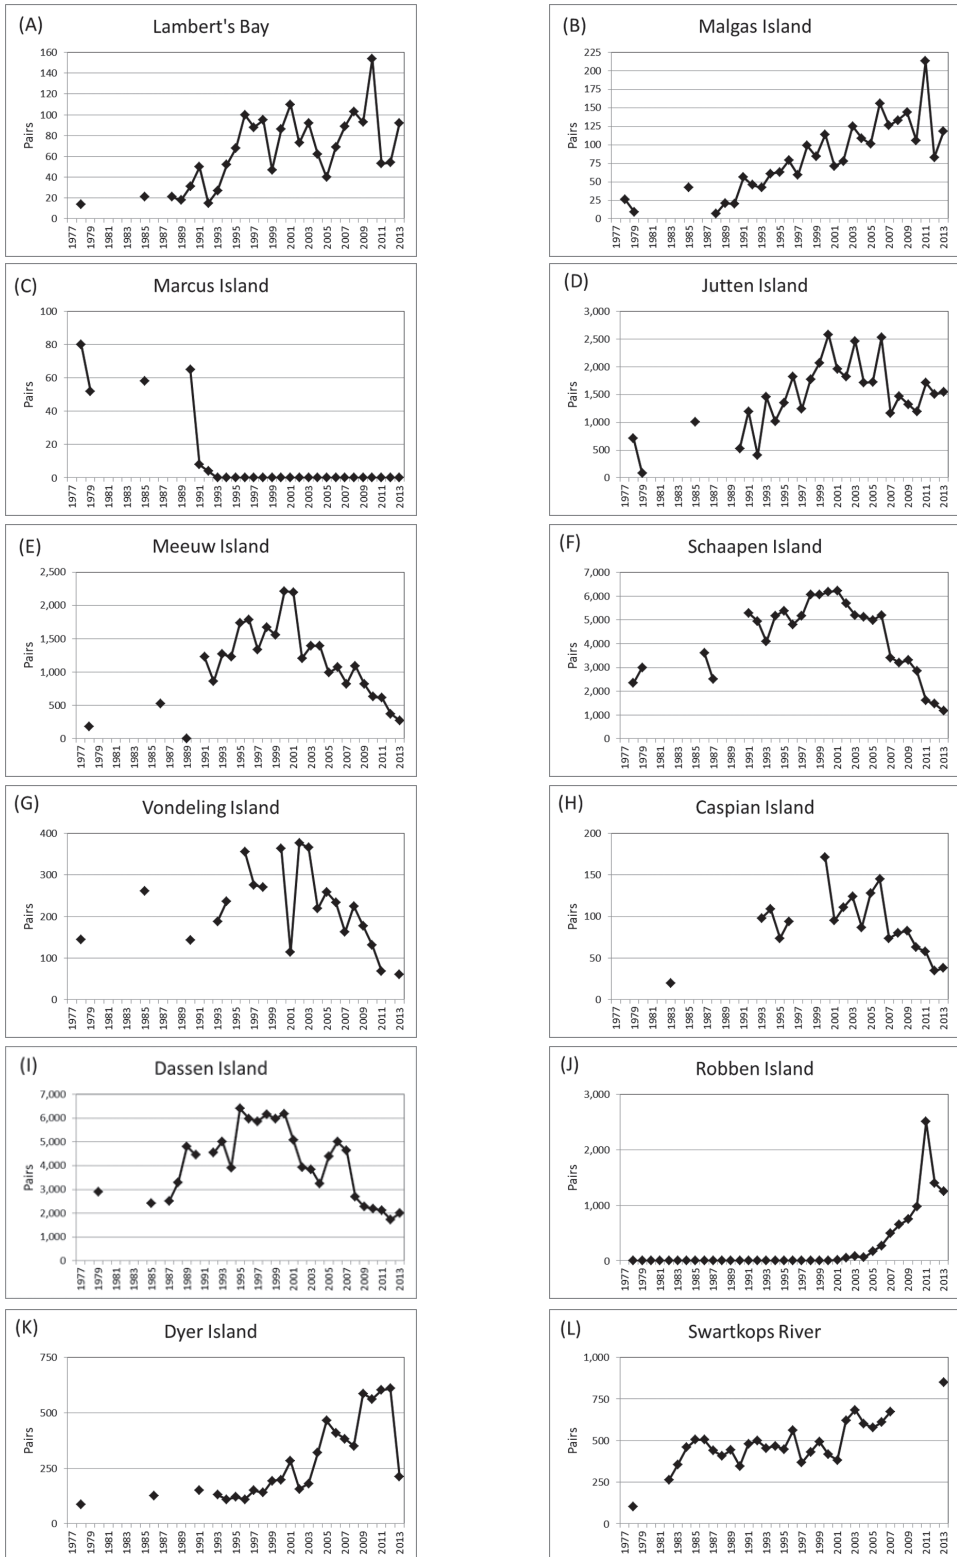 (A) Lambert's Bay
Pairs
160
140
120
100
80
60
40
20
0
1977 1979 1981 1983 1985 1987 1989 1991 1993 1995 1997 1999 2001 2003 2005 2007 2009 2011 2013
(B) Malgas Island
Pairs
225
200
175
150
125
100
75
50
25
0
1977 1979 1981 1983 1985 1987 1989 1991 1993 1995 1997 1999 2001 2003 2005 2007 2009 2011 2013
(C) Marcus Island
Pairs
100
80
60
40
20
0
1977 1979 1981 1983 1985 1987 1989 1991 1993 1995 1997 1999 2001 2003 2005 2007 2009 2011 2013
(D) Jutten Island
Pairs
3,000
2,500
2,000
1,500
1,000
500
0
1977 1979 1981 1983 1985 1987 1989 1991 1993 1995 1997 1999 2001 2003 2005 2007 2009 2011 2013
(E) Meeuw Island
Pairs
2,500
2,000
1,500
1,000
500
0
1977 1979 1981 1983 1985 1987 1989 1991 1993 1995 1997 1999 2001 2003 2005 2007 2009 2011 2013
(F) Schaapen Island
Pairs
7,000
6,000
5,000
4,000
3,000
2,000
1,000
0
1977 1979 1981 1983 1985 1987 1989 1991 1993 1995 1997 1999 2001 2003 2005 2007 2009 2011 2013
(G) Vondeling Island
Pairs
400
300
200
100
0
1977 1979 1981 1983 1985 1987 1989 1991 1993 1995 1997 1999 2001 2003 2005 2007 2009 2011 2013
(H) Caspian Island
Pairs
200
150
100
50
0
1977 1979 1981 1983 1985 1987 1989 1991 1993 1995 1997 1999 2001 2003 2005 2007 2009 2011 2013
(I) Dassen Island
Pairs
7,000
6,000
5,000
4,000
3,000
2,000
1,000
0
1977 1979 1981 1983 1985 1987 1989 1991 1993 1995 1997 1999 2001 2003 2005 2007 2009 2011 2013
(J) Robben Island
Pairs
3,000
2,000
1,000
0
1977 1979 1981 1983 1985 1987 1989 1991 1993 1995 1997 1999 2001 2003 2005 2007 2009 2011 2013
(K) Dyer Island
Pairs
750
500
250
0
1977 1979 1981 1983 1985 1987 1989 1991 1993 1995 1997 1999 2001 2003 2005 2007 2009 2011 2013
(L) Swartkops River
Pairs
1,000
750
500
250
0
1977 1979 1981 1983 1985 1987 1989 1991 1993 1995 1997 1999 2001 2003 2005 2007 2009 2011 2013